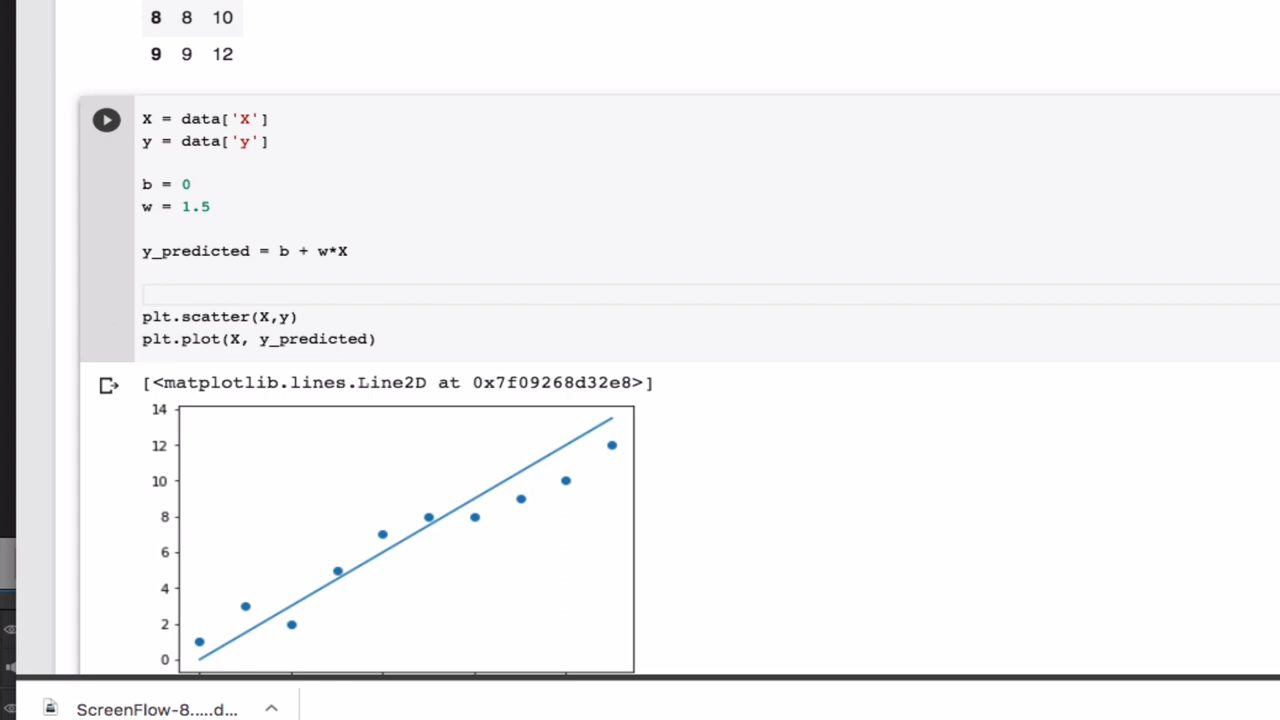 8 8 10
9 9 12
X = data['X']
y = data['y']
b = 0
w = 1.5
y_predicted = b + w*X
plt.scatter(X,y)
plt.plot(X, y_predicted)
[<matplotlib.lines.Line2D at 0x7f09268d32e8>]
14
12
10
8
6
4
2
0
ScreenFlow-8.....d...